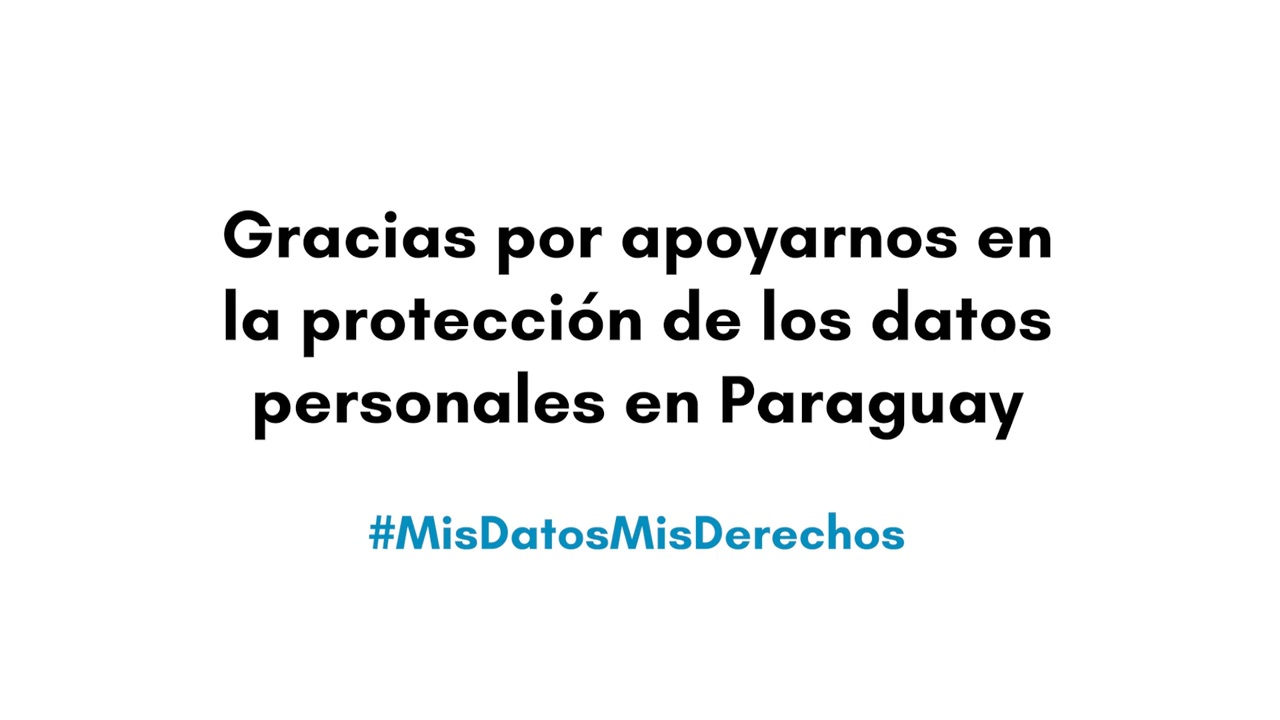 Gracias por apoyarnos en
la protección de los datos
personales en Paraguay
#MisDatosMisDerechos